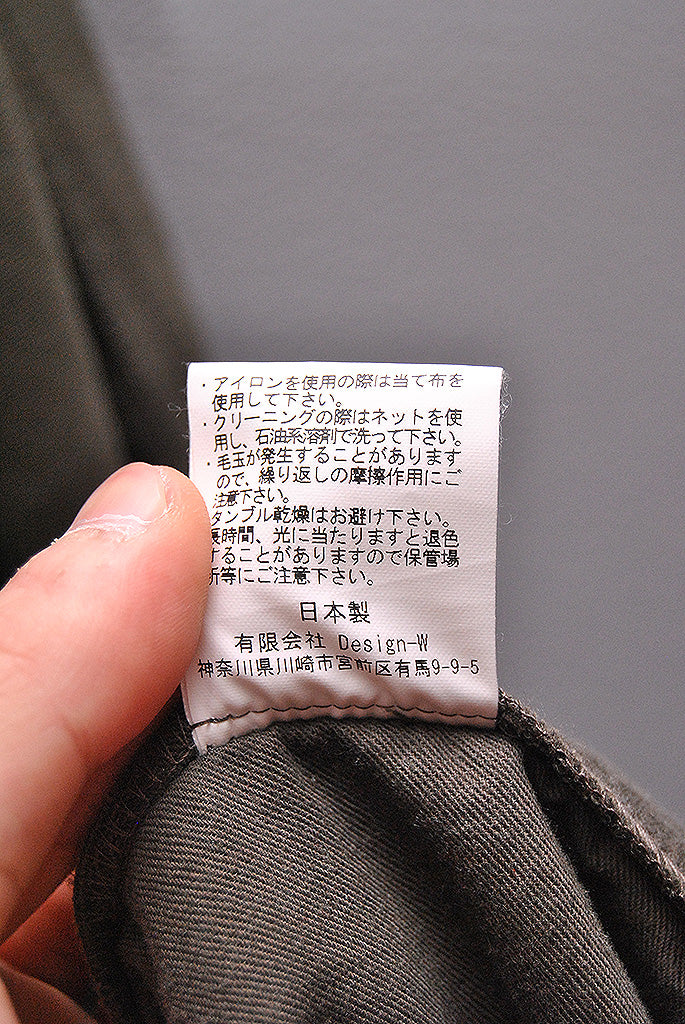 ・アイロンを使用の際は当て布を
使用して下さい。
・クリーニングの際はネットを使
用し、石油系溶剤で洗って下さい。
・毛玉が発生することがあります
ので、繰り返しの摩擦作用にご
注意下さい。
タンブル乾燥はお避け下さい。
長時間、光に当たりますと退色
することがありますので保管場
所等にご注意下さい。
日本製
有限会社 Design-W
神奈川県川崎市宮前区有馬9-9-5